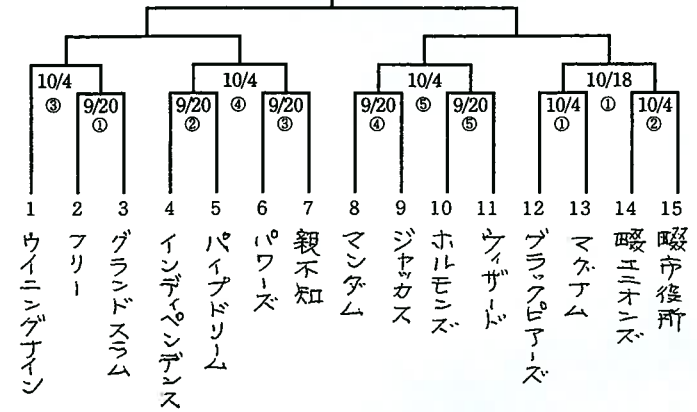 10/4 10/4 10/4 10/18
③ 9/20 9/20 ④ 9/20 9/20 ⑤ 9/20 10/4 ① 10/4
① ② ③ ④ ⑤ ① ②
1 2 3 4 5 6 7 8 9 10 11 12 13 14 15
ウイニングナイン
フリー
グランドスラム
インディペンデンス
パイプドリーム
パワーズ
親不知
マンダム
ジャッカス
ホルモンズ
ウィザード
ブラックピアーズ
マグナム
畷ユニオンズ
畷市役所